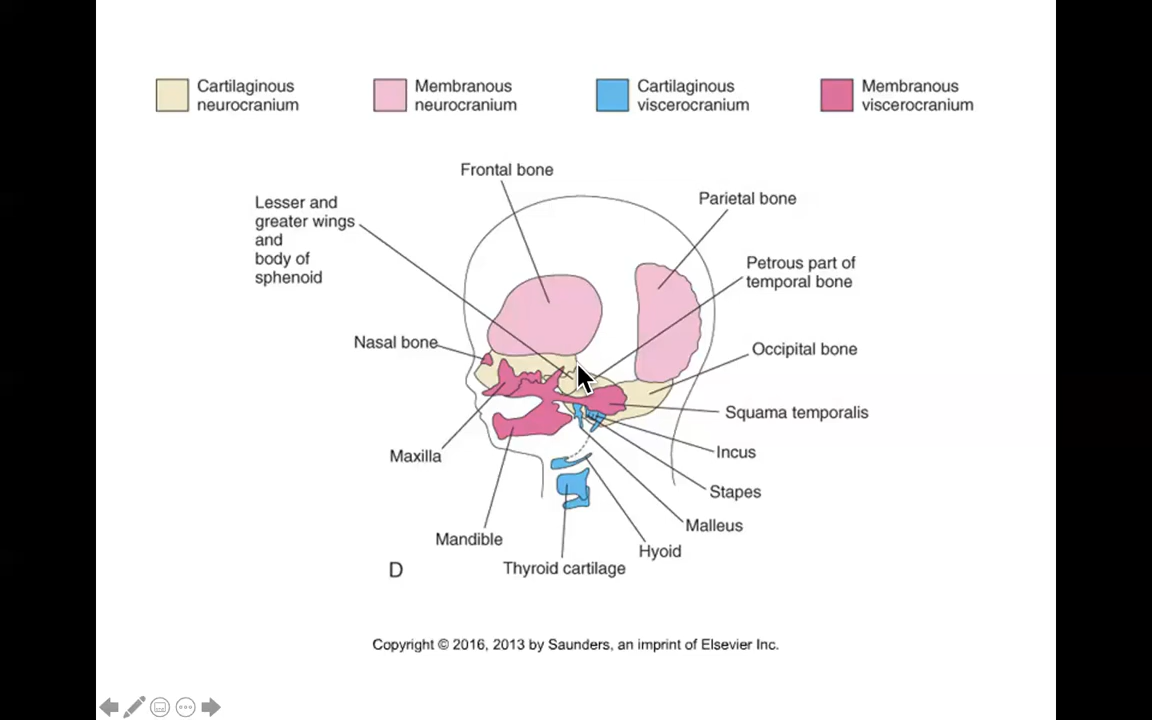 Cartilaginous
neurocranium
Membranous
neurocranium
Cartilaginous
viscerocranium
Membranous
viscerocranium
Frontal bone
Lesser and
greater wings
and
body of
sphenoid
Parietal bone
Petrous part of
temporal bone
Nasal bone
Occipital bone
Squama temporalis
Maxilla
Incus
Stapes
Malleus
Mandible
Hyoid
Thyroid cartilage
D
Copyright © 2016, 2013 by Saunders, an imprint of Elsevier Inc.